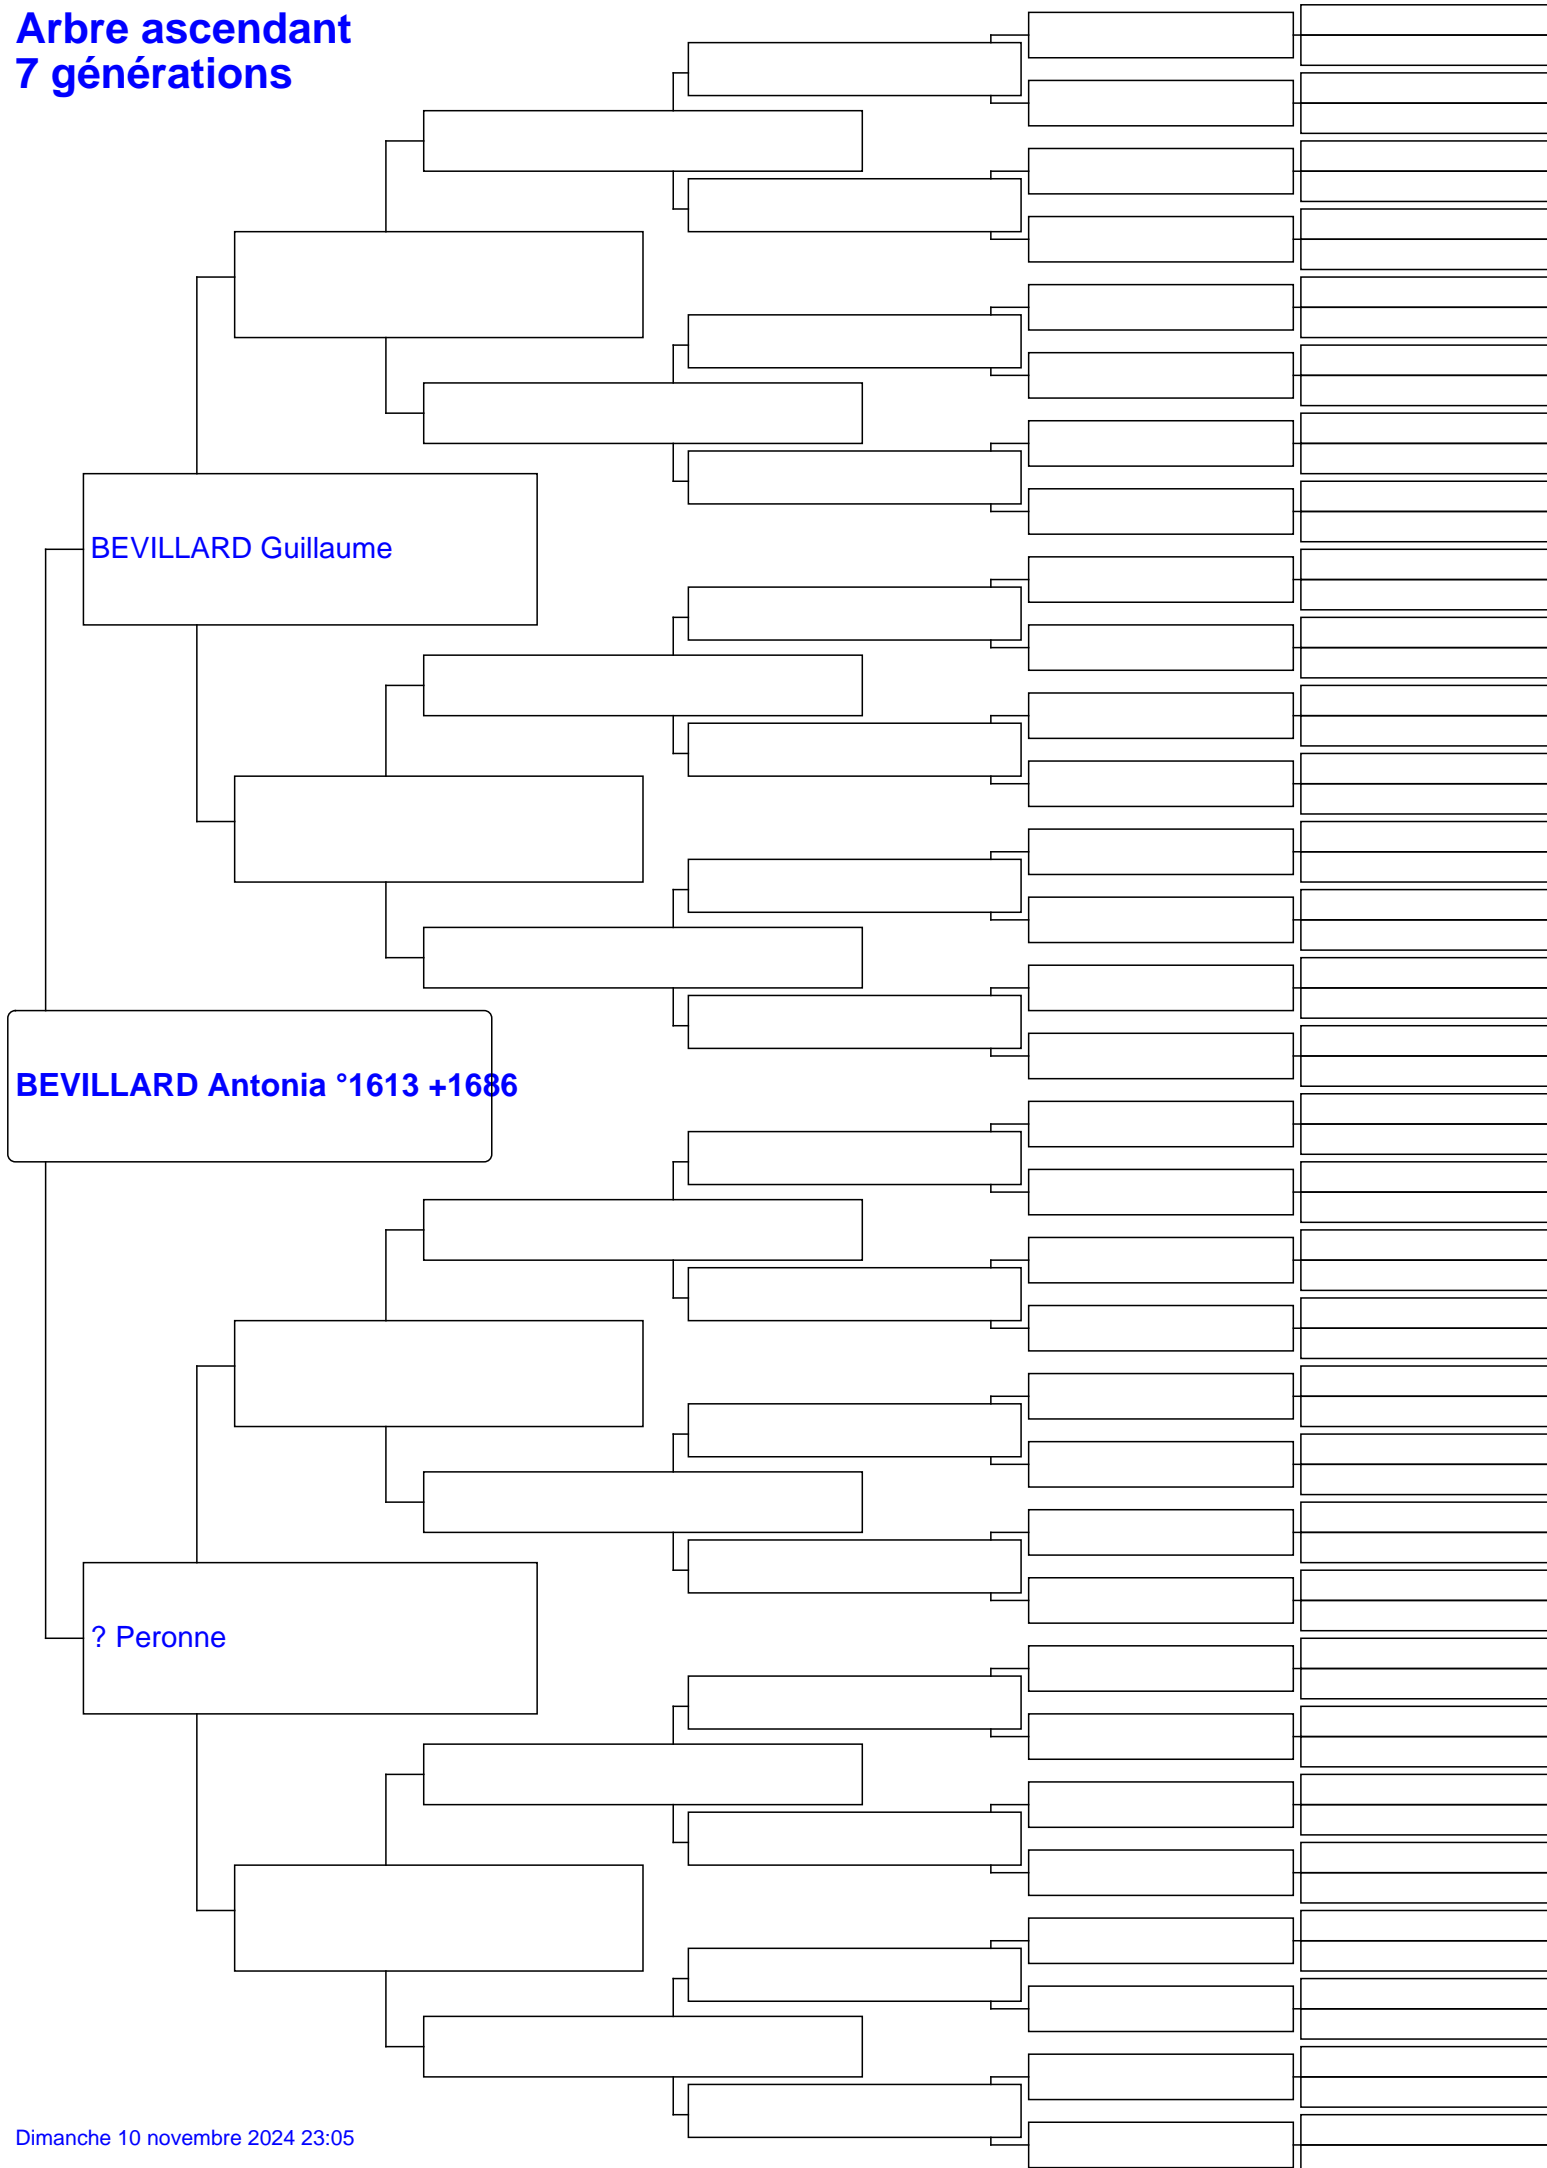 Arbre ascendant
7 générations
BEVILLARD Guillaume
BEVILLARD Antonia °1613 +1686
? Peronne
Dimanche 10 novembre 2024 23:05